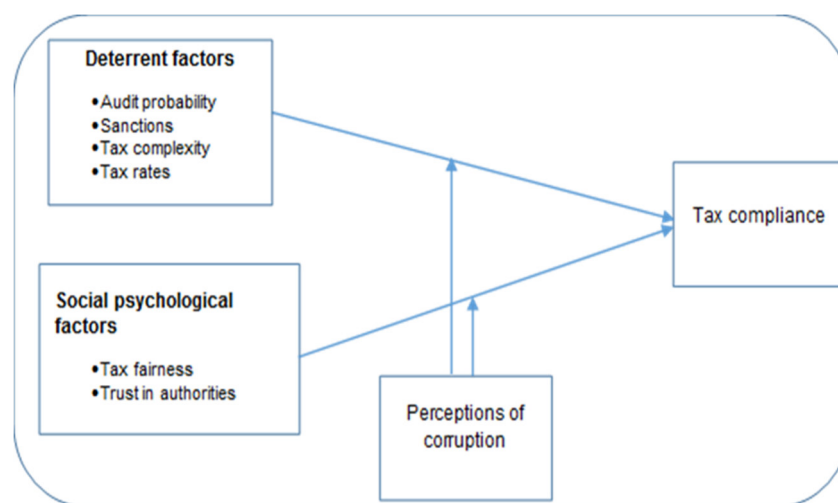 Deterrent factors
•Audit probability
•Sanctions
•Tax complexity
•Tax rates
Social psychological
factors
•Tax fairness
•Trust in authorities
Perceptions of
corruption
Tax compliance